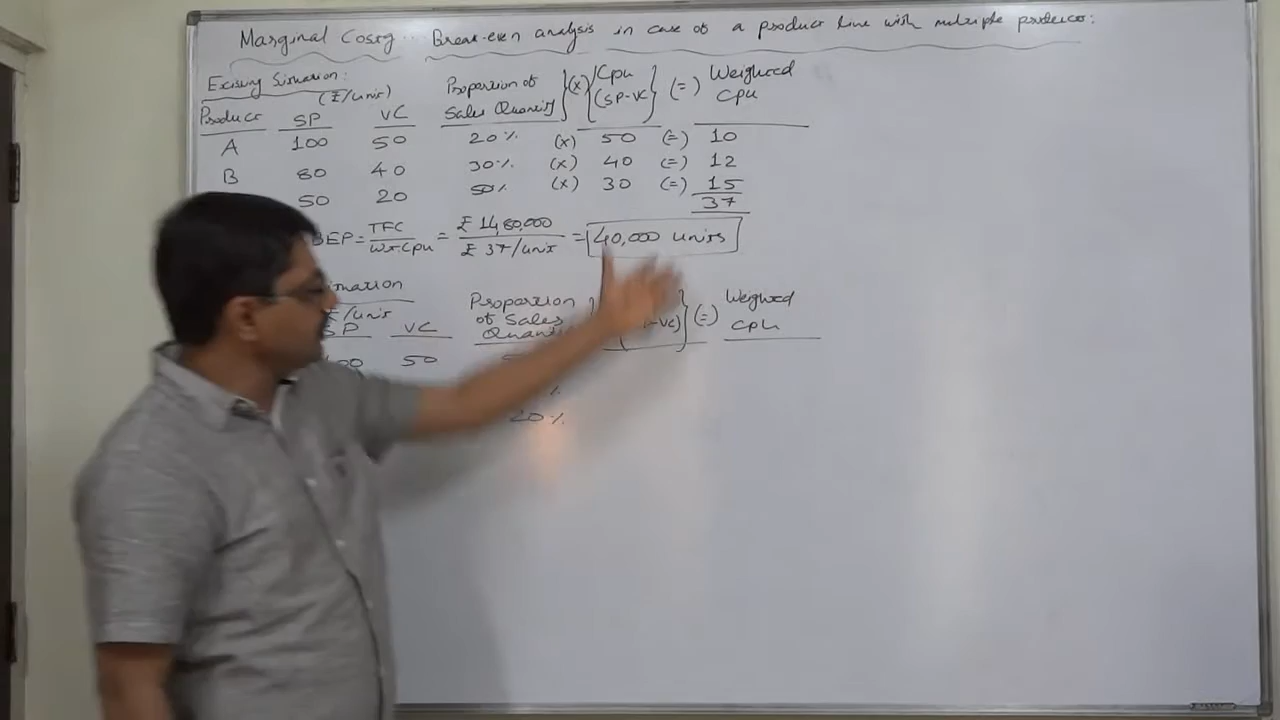 Marginal Costg.. Break-even analysis in case of a product line with multiple products:
Existing Situation:
(₹/unit)
Product SP VC Proportion of Sales Quantity (x) Cpu (SP-VC) (=) Weighted Cpu
A 100 50 20% (x) 50 (=) 10
B 80 40 30% (x) 40 (=) 12
50 20 50% (x) 30 (=) 15
37
BEP = TFC / Wt.Cpu = ₹ 14,80,000 / ₹ 37/unit = 40,000 units
₹/unit
SP VC Proportion of Sales (=) Weighted Cpu
50
20%